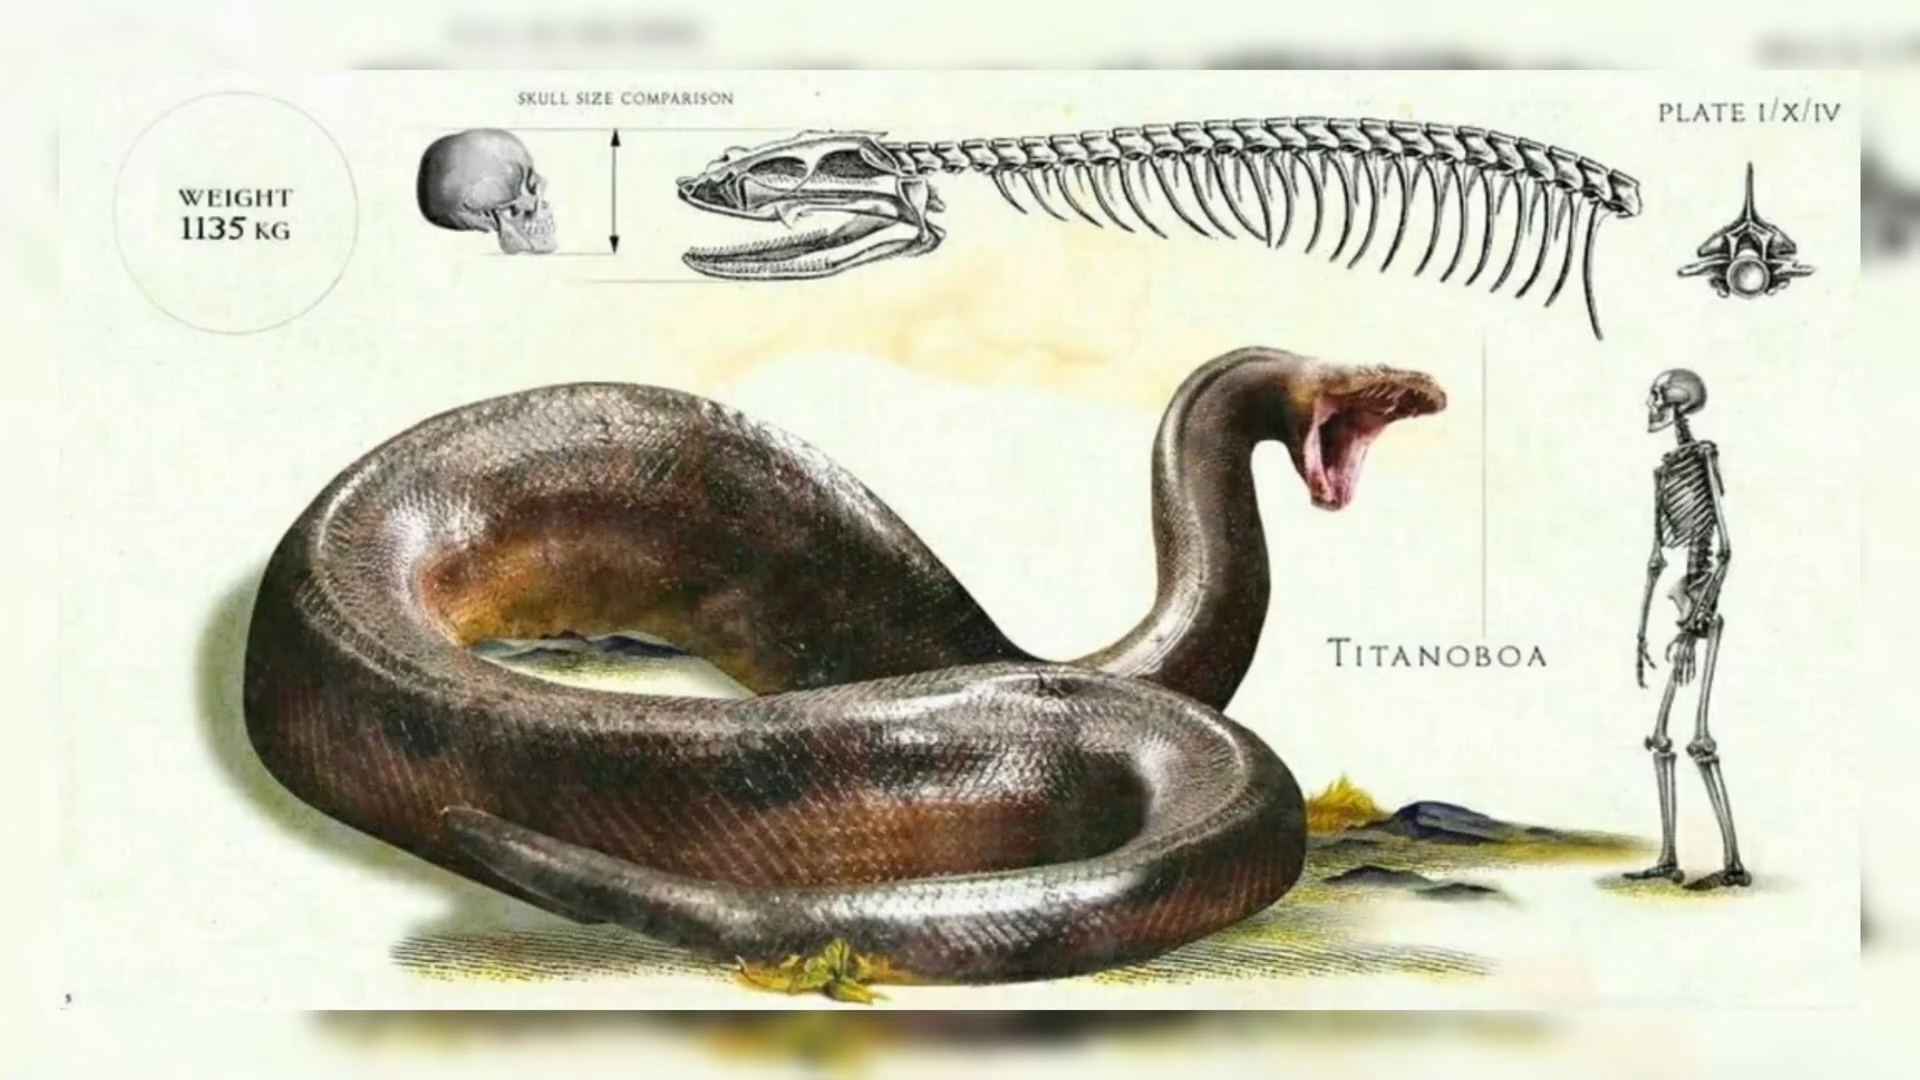 SKULL SIZE COMPARISON
PLATE I/X/IV
WEIGHT
1135 KG
TITANOBOA